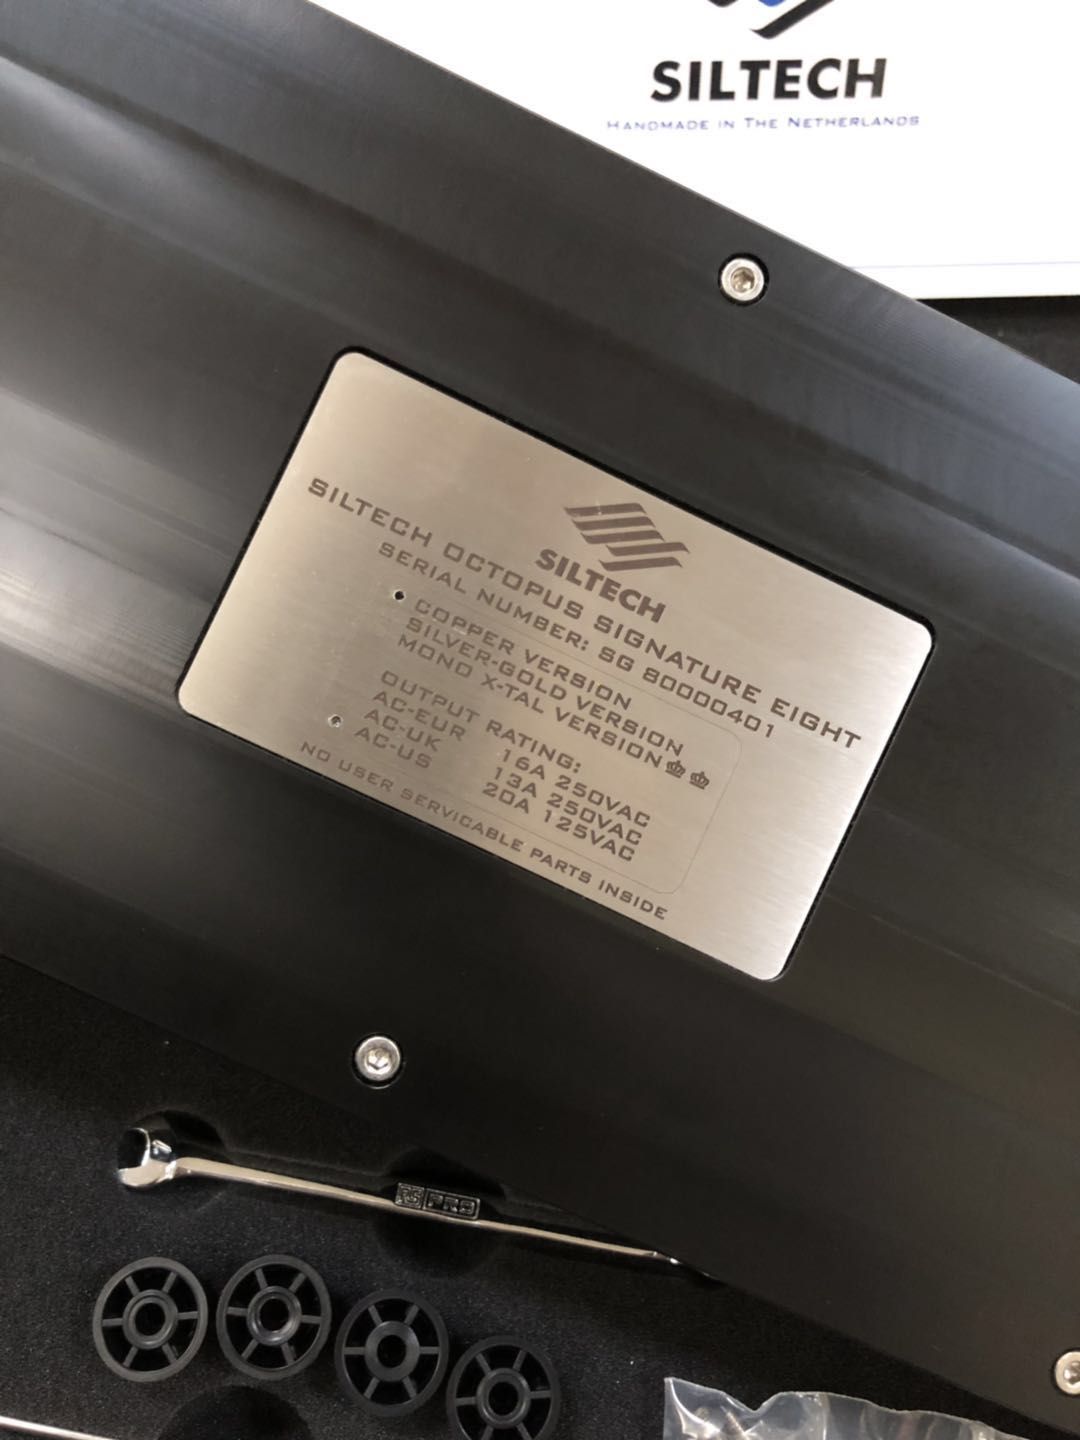 SILTECH
HANDMADE IN THE NETHERLANDS
SILTECH
SILTECH OCTOPUS SIGNATURE EIGHT
SERIAL NUMBER: SG 80000401
COPPER VERSION
SILVER-GOLD VERSION
MONO X-TAL VERSION
OUTPUT RATING:
AC-EUR 16A 250VAC
AC-UK 13A 250VAC
AC-US 20A 125VAC
NO USER SERVICABLE PARTS INSIDE
RS PRO